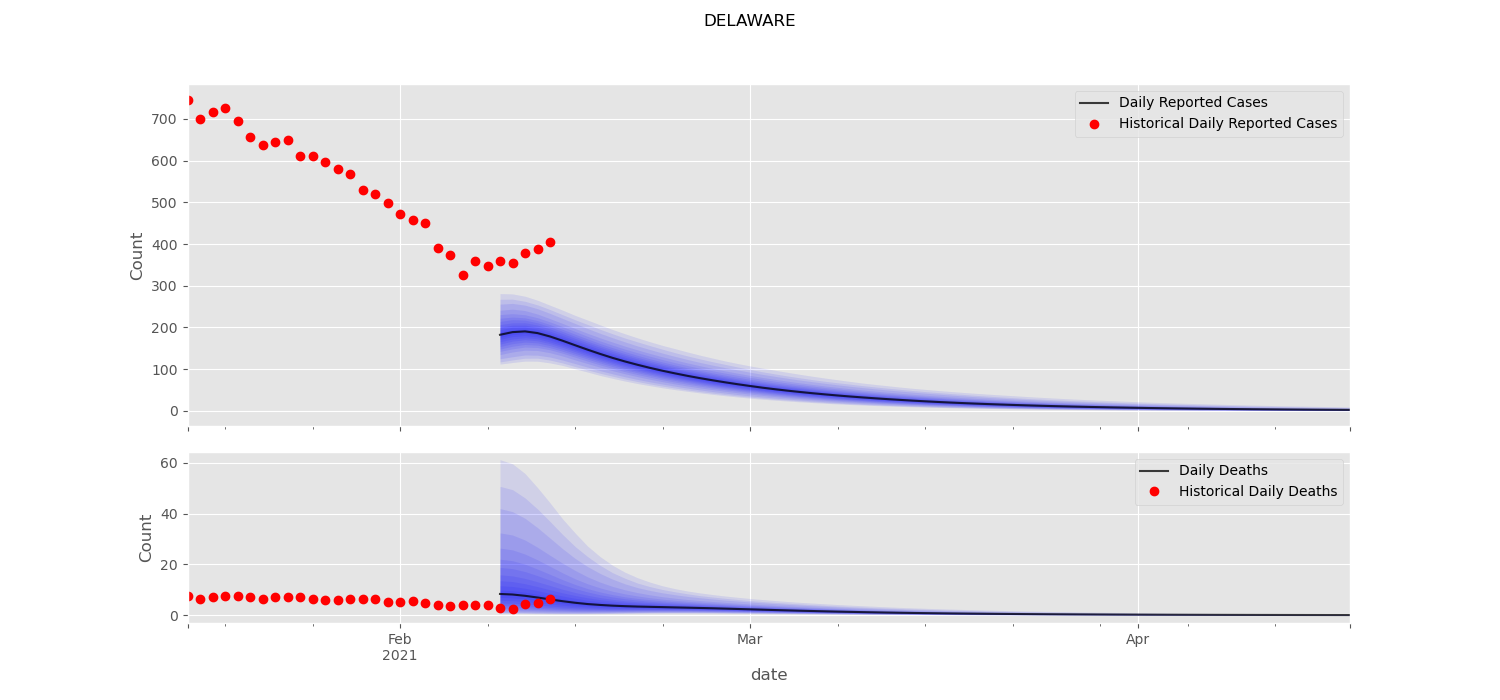 DELAWARE
Daily Reported Cases
Historical Daily Reported Cases
Count
700
600
500
400
300
200
100
0
Daily Deaths
Historical Daily Deaths
Count
60
40
20
0
Feb
2021
Mar
Apr
date